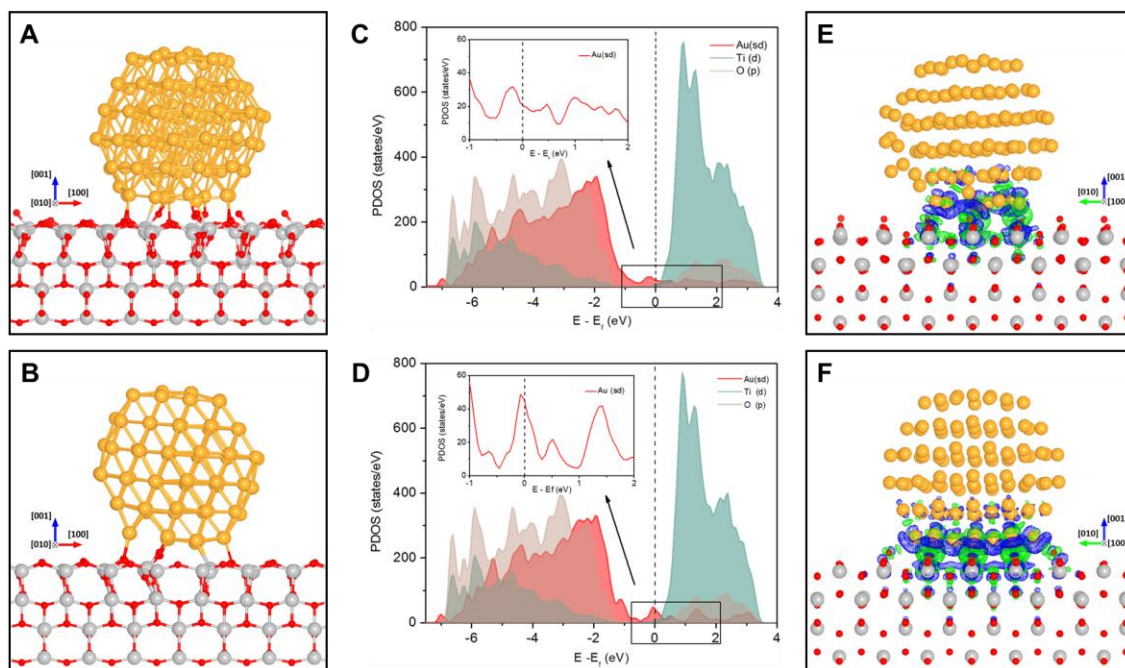 A
[001]
[010]
[100]
B
[001]
[010]
[100]
C
800
600
400
200
0
PDOS (states/eV)
-6
-4
-2
0
2
4
E - E_f (eV)
Au(sd)
Ti (d)
O (p)
60
40
20
0
PDOS (states/eV)
-1
0
1
2
E - E_f (eV)
Au(sd)
D
800
600
400
200
0
PDOS (states/eV)
-6
-4
-2
0
2
4
E - E_f (eV)
Au(sd)
Ti (d)
O (p)
60
40
20
0
PDOS (states/eV)
-1
0
1
2
E - Ef (eV)
Au (sd)
E
[001]
[010]
[100]
F
[001]
[010]
[100]